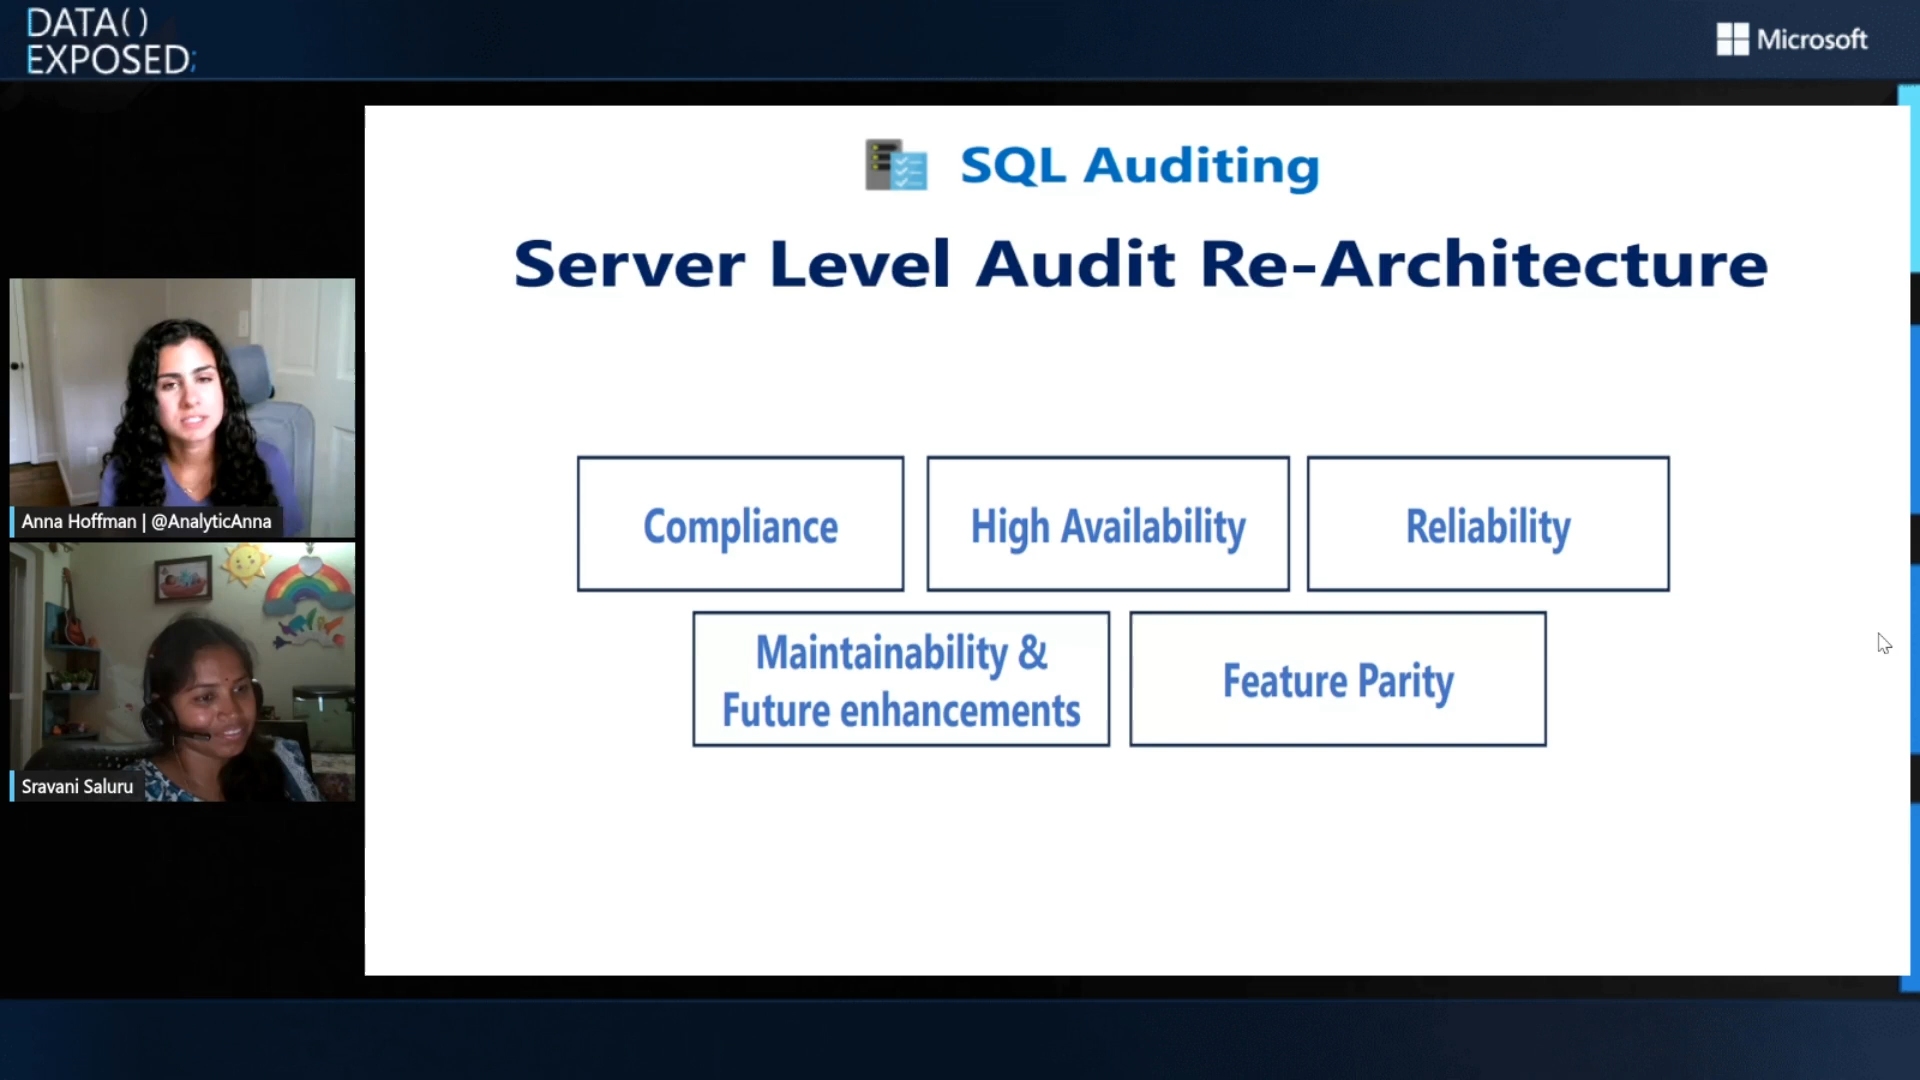 DATA()
EXPOSED;
Microsoft
SQL Auditing
Server Level Audit Re-Architecture
Compliance
High Availability
Reliability
Maintainability &
Future enhancements
Feature Parity
Anna Hoffman | @AnalyticAnna
Sravani Saluru